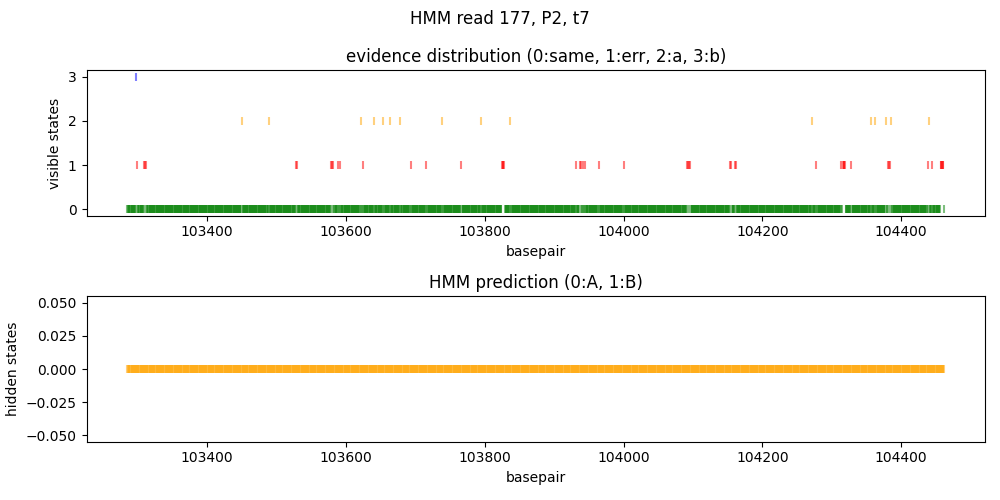 HMM read 177, P2, t7
evidence distribution (0:same, 1:err, 2:a, 3:b)
visible states
3
2
1
0
103400 103600 103800 104000 104200 104400
basepair
HMM prediction (0:A, 1:B)
hidden states
0.050
0.025
0.000
−0.025
−0.050
103400 103600 103800 104000 104200 104400
basepair